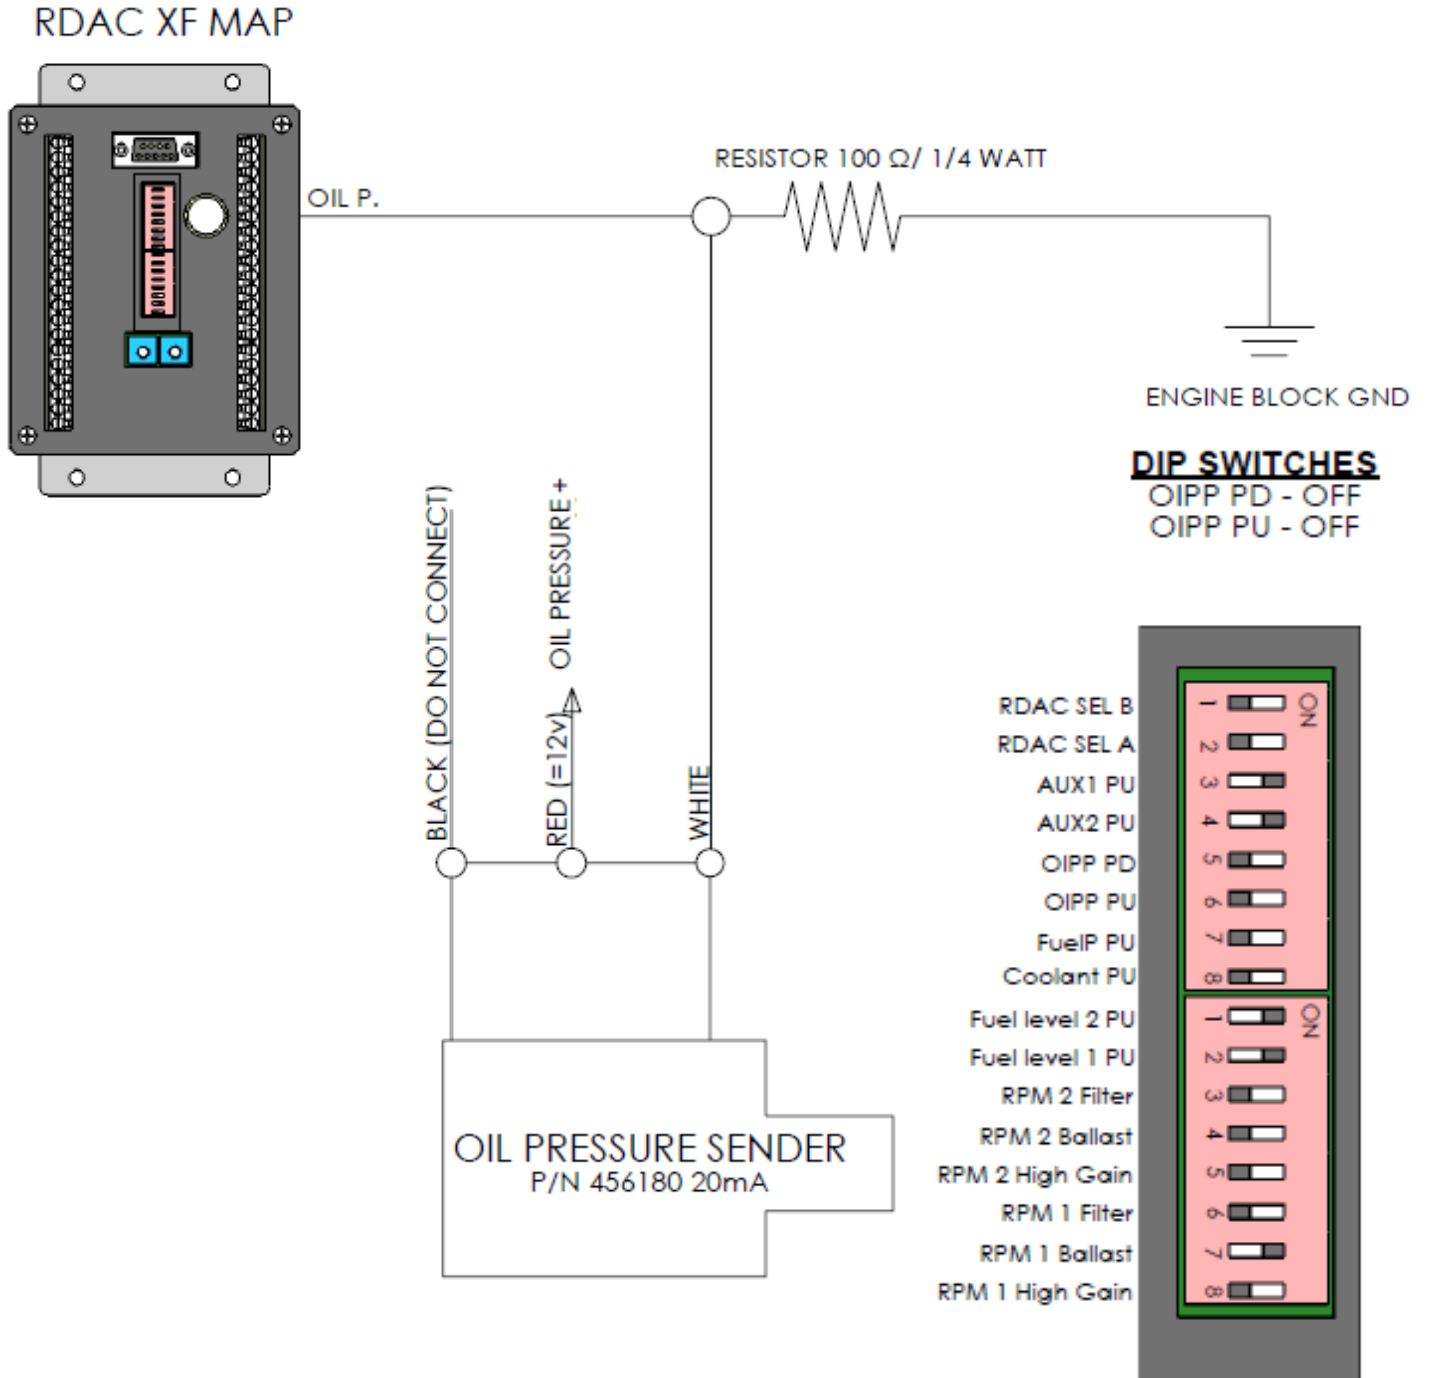 RDAC XF MAP
OIL P.
RESISTOR 100 Ω/ 1/4 WATT
ENGINE BLOCK GND
DIP SWITCHES
OIPP PD - OFF
OIPP PU - OFF
BLACK (DO NOT CONNECT)
RED (=12v)
OIL PRESSURE +
WHITE
OIL PRESSURE SENDER
P/N 456180 20mA
ON
RDAC SEL B 1
RDAC SEL A 2
AUX1 PU 3
AUX2 PU 4
OIPP PD 5
OIPP PU 6
FuelP PU 7
Coolant PU 8
ON
Fuel level 2 PU 1
Fuel level 1 PU 2
RPM 2 Filter 3
RPM 2 Ballast 4
RPM 2 High Gain 5
RPM 1 Filter 6
RPM 1 Ballast 7
RPM 1 High Gain 8